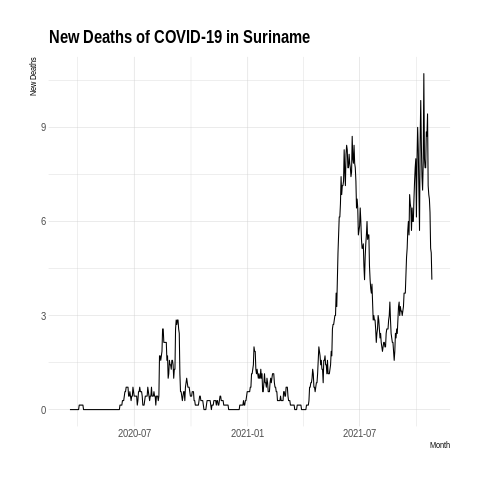 New Deaths of COVID-19 in Suriname
New Deaths
9
6
3
0
2020-07
2021-01
2021-07
Month